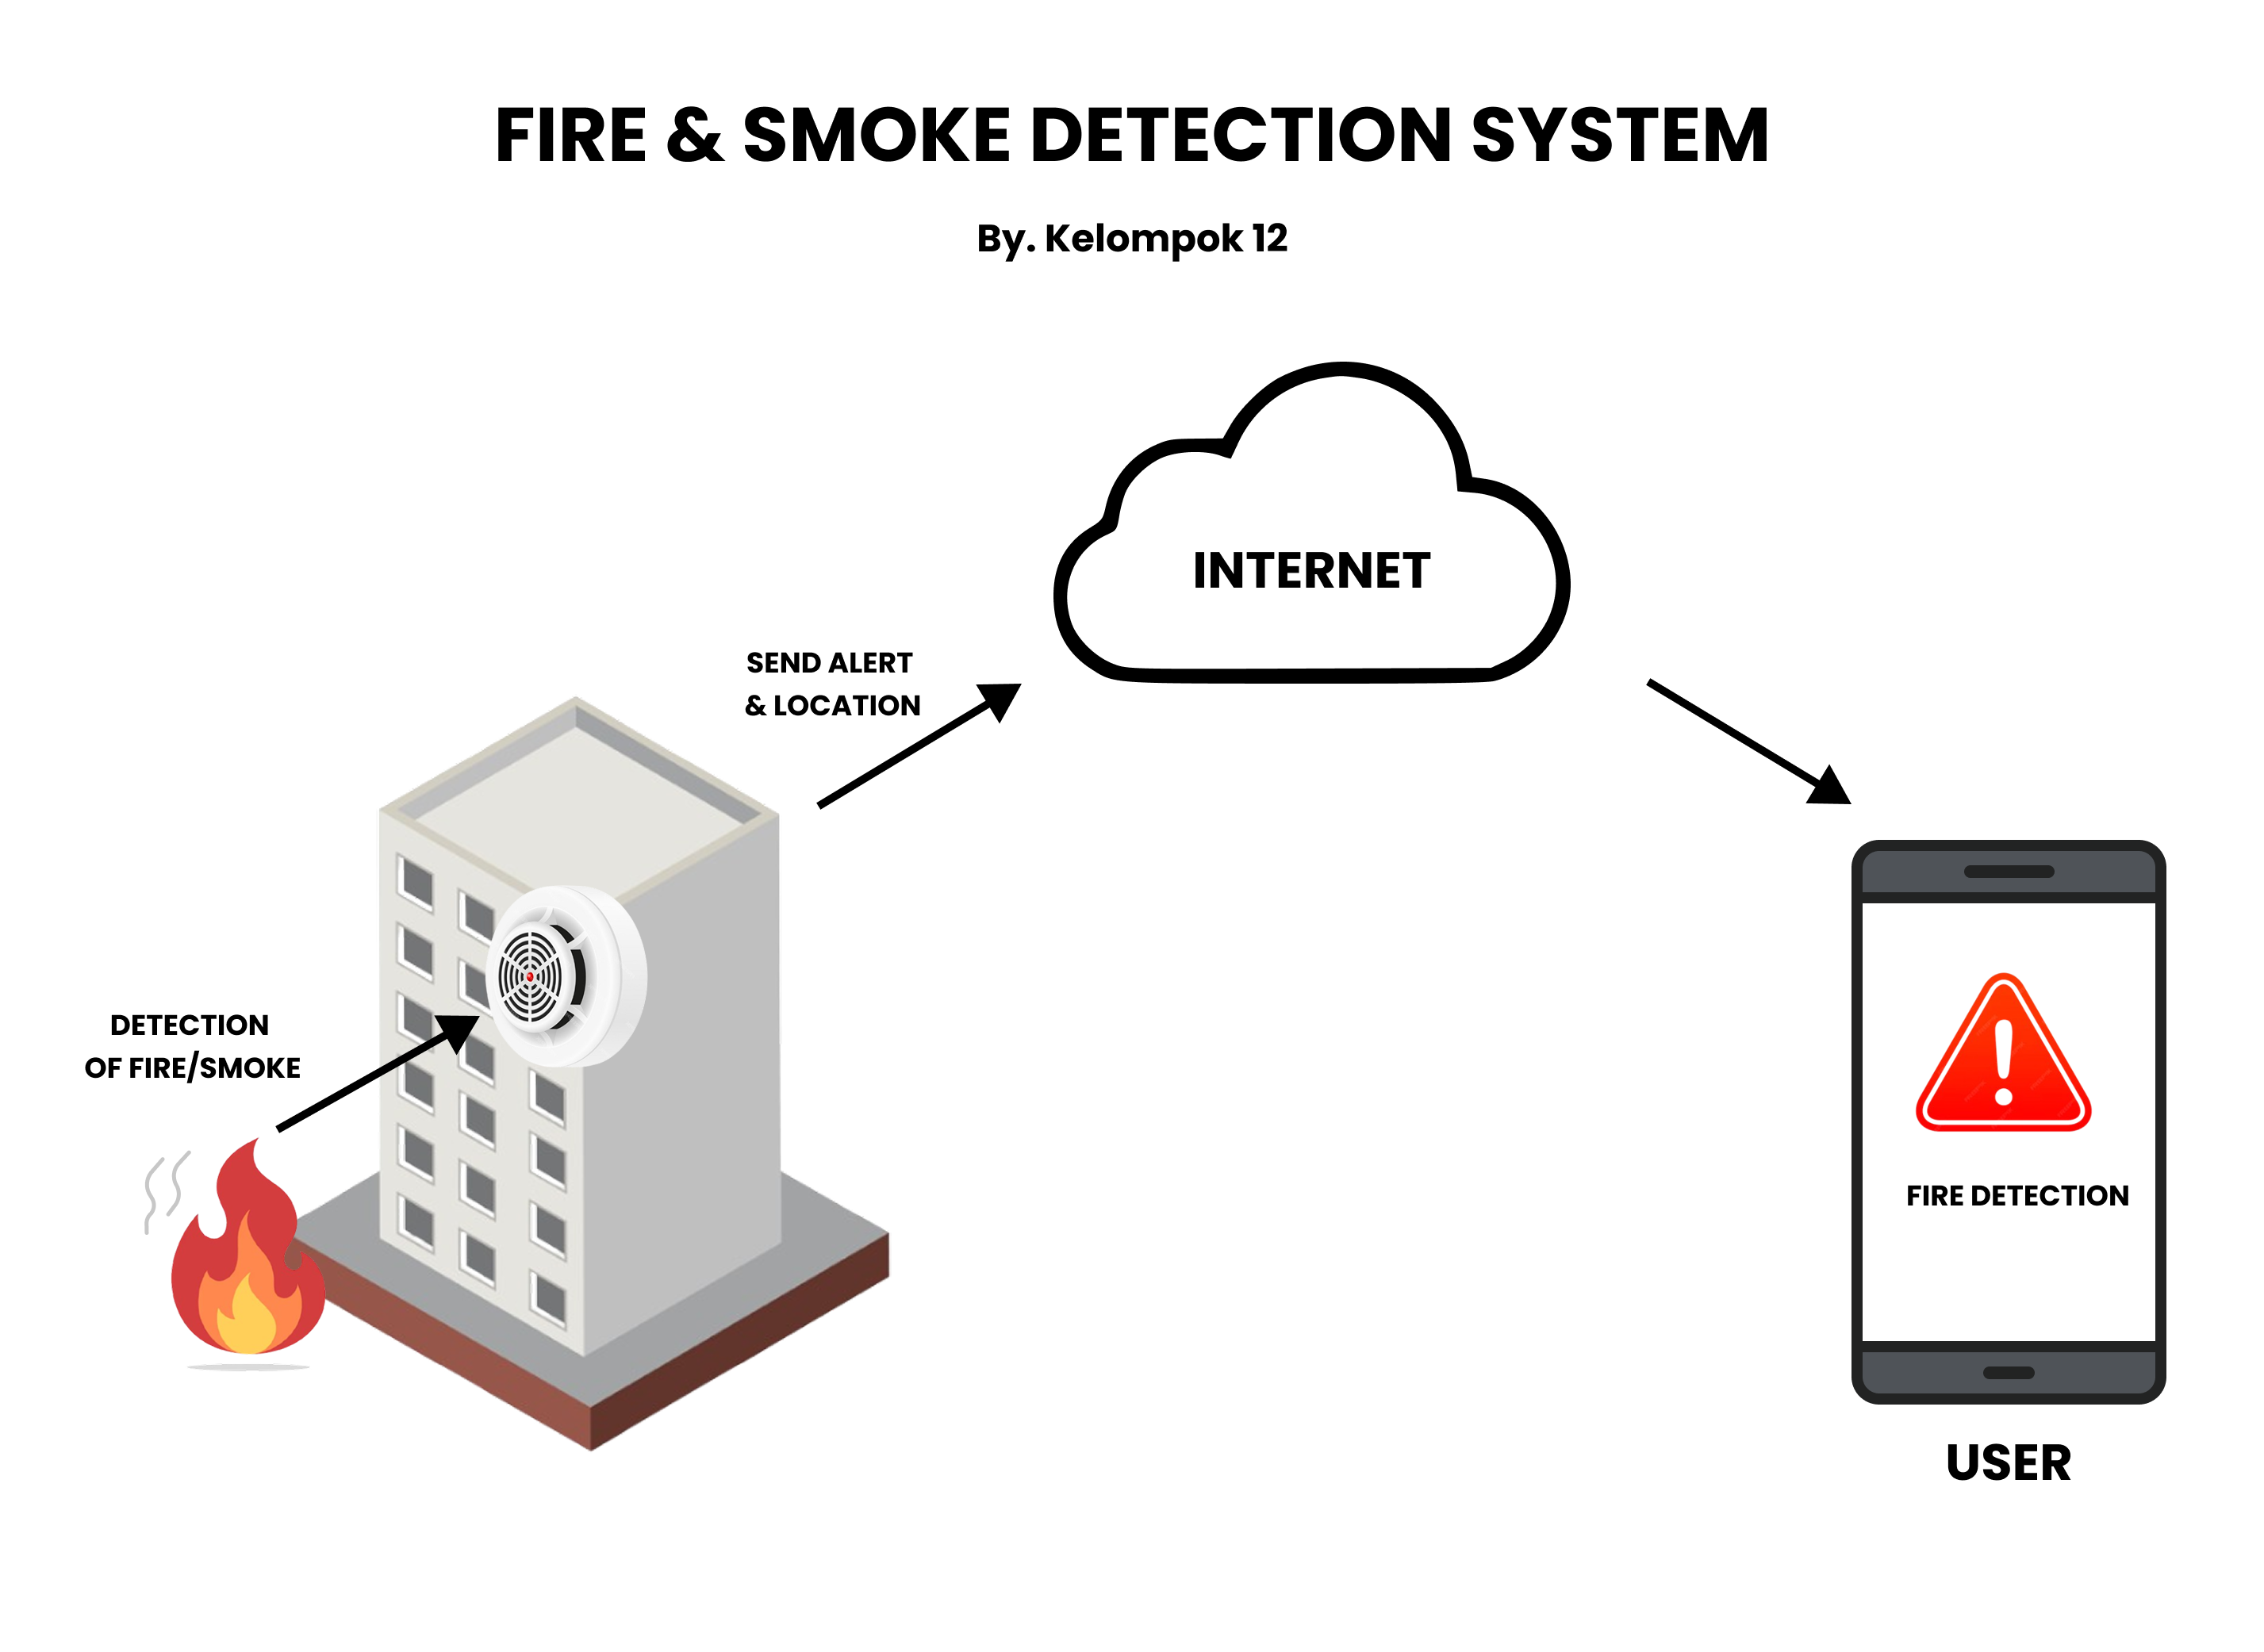 FIRE & SMOKE DETECTION SYSTEM
By. Kelompok 12
INTERNET
SEND ALERT
& LOCATION
DETECTION
OF FIRE/SMOKE
FIRE DETECTION
USER